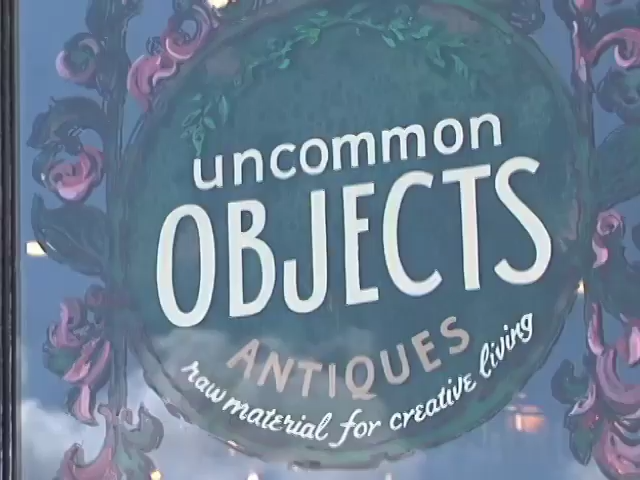 uncommon
OBJECTS
ANTIQUES
raw material for creative living